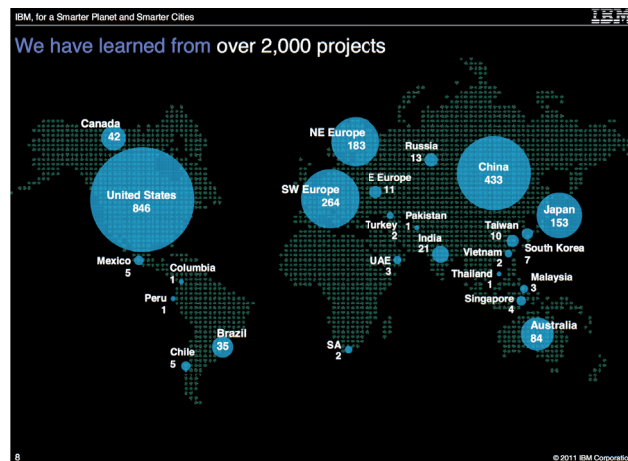 IBM, for a Smarter Planet and Smarter Cities
IBM
We have learned from over 2,000 projects
Canada
42
NE Europe
183
Russia
13
China
433
United States
846
SW Europe
264
E Europe
11
Japan
153
Turkey
2
Pakistan
1
India
21
Taiwan
10
South Korea
7
Mexico
5
Columbia
1
UAE
3
Vietnam
2
Thailand
1
Malaysia
3
Peru
1
Singapore
4
Brazil
35
Australia
84
Chile
5
SA
2
8
© 2011 IBM Corporatio